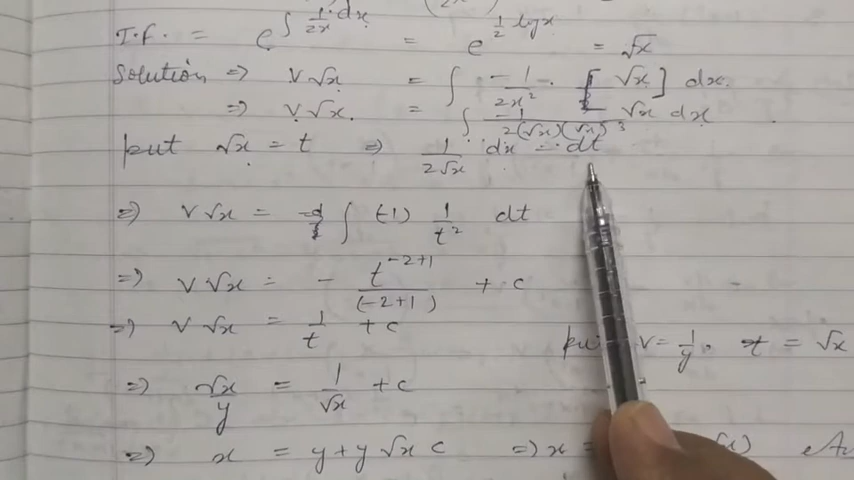 I.F. = e^{∫ 1/2x · dx} = e^{1/2 log x} = √x
Solution ⇒ v√x = ∫ -1/2x² · [√x] dx.
⇒ v√x. = ∫ -1/2(√x)(√x)³ √x dx
put √x = t ⇒ 1/2√x dx = dt
⇒ v√x = ∫ (-1) 1/t² dt
⇒ v√x = - t^{-2+1}/(-2+1) + c
⇒ v√x = 1/t + c
put v = 1/y, t = √x
⇒ √x/y = 1/√x + c
⇒ x = y + y√x c ⇒ x =